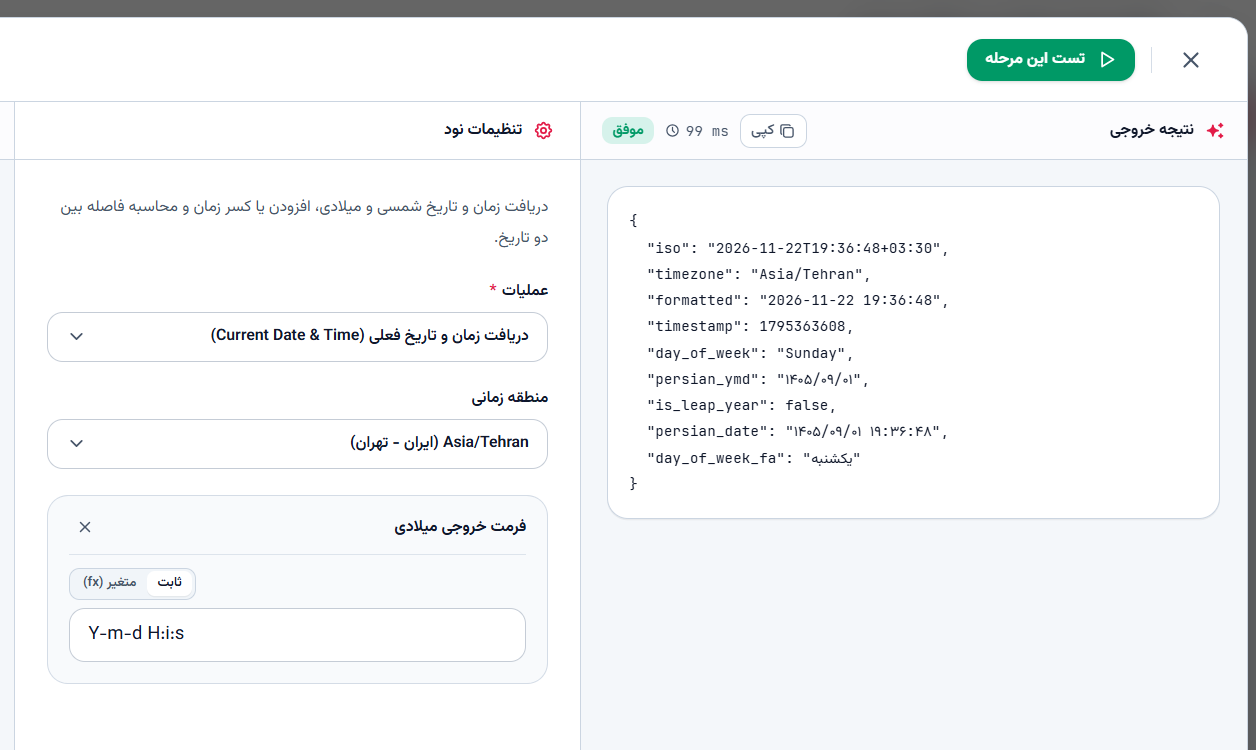 تست این مرحله
نتیجه خروجی
کپی
99 ms
موفق
{
"iso": "2026-11-22T19:36:48+03:30",
"timezone": "Asia/Tehran",
"formatted": "2026-11-22 19:36:48",
"timestamp": 1795363608,
"day_of_week": "Sunday",
"persian_ymd": "۱۴۰۵/۰۹/۰۱",
"is_leap_year": false,
"persian_date": "۱۴۰۵/۰۹/۰۱ ۱۹:۳۶:۴۸",
"day_of_week_fa": "یکشنبه"
}
تنظیمات نود
دریافت زمان و تاریخ شمسی و میلادی، افزودن یا کسر زمان و محاسبه فاصله بین
دو تاریخ.
عملیات *
دریافت زمان و تاریخ فعلی (Current Date & Time)
منطقه زمانی
Asia/Tehran (ایران - تهران)
فرمت خروجی میلادی
ثابت
متغیر (fx)
Y-m-d H:i:s